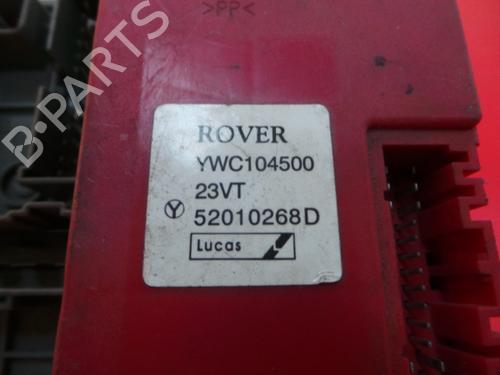 >PP<
B-PARTS
ROVER
YWC104500
23VT
Y 52010268D
Lucas